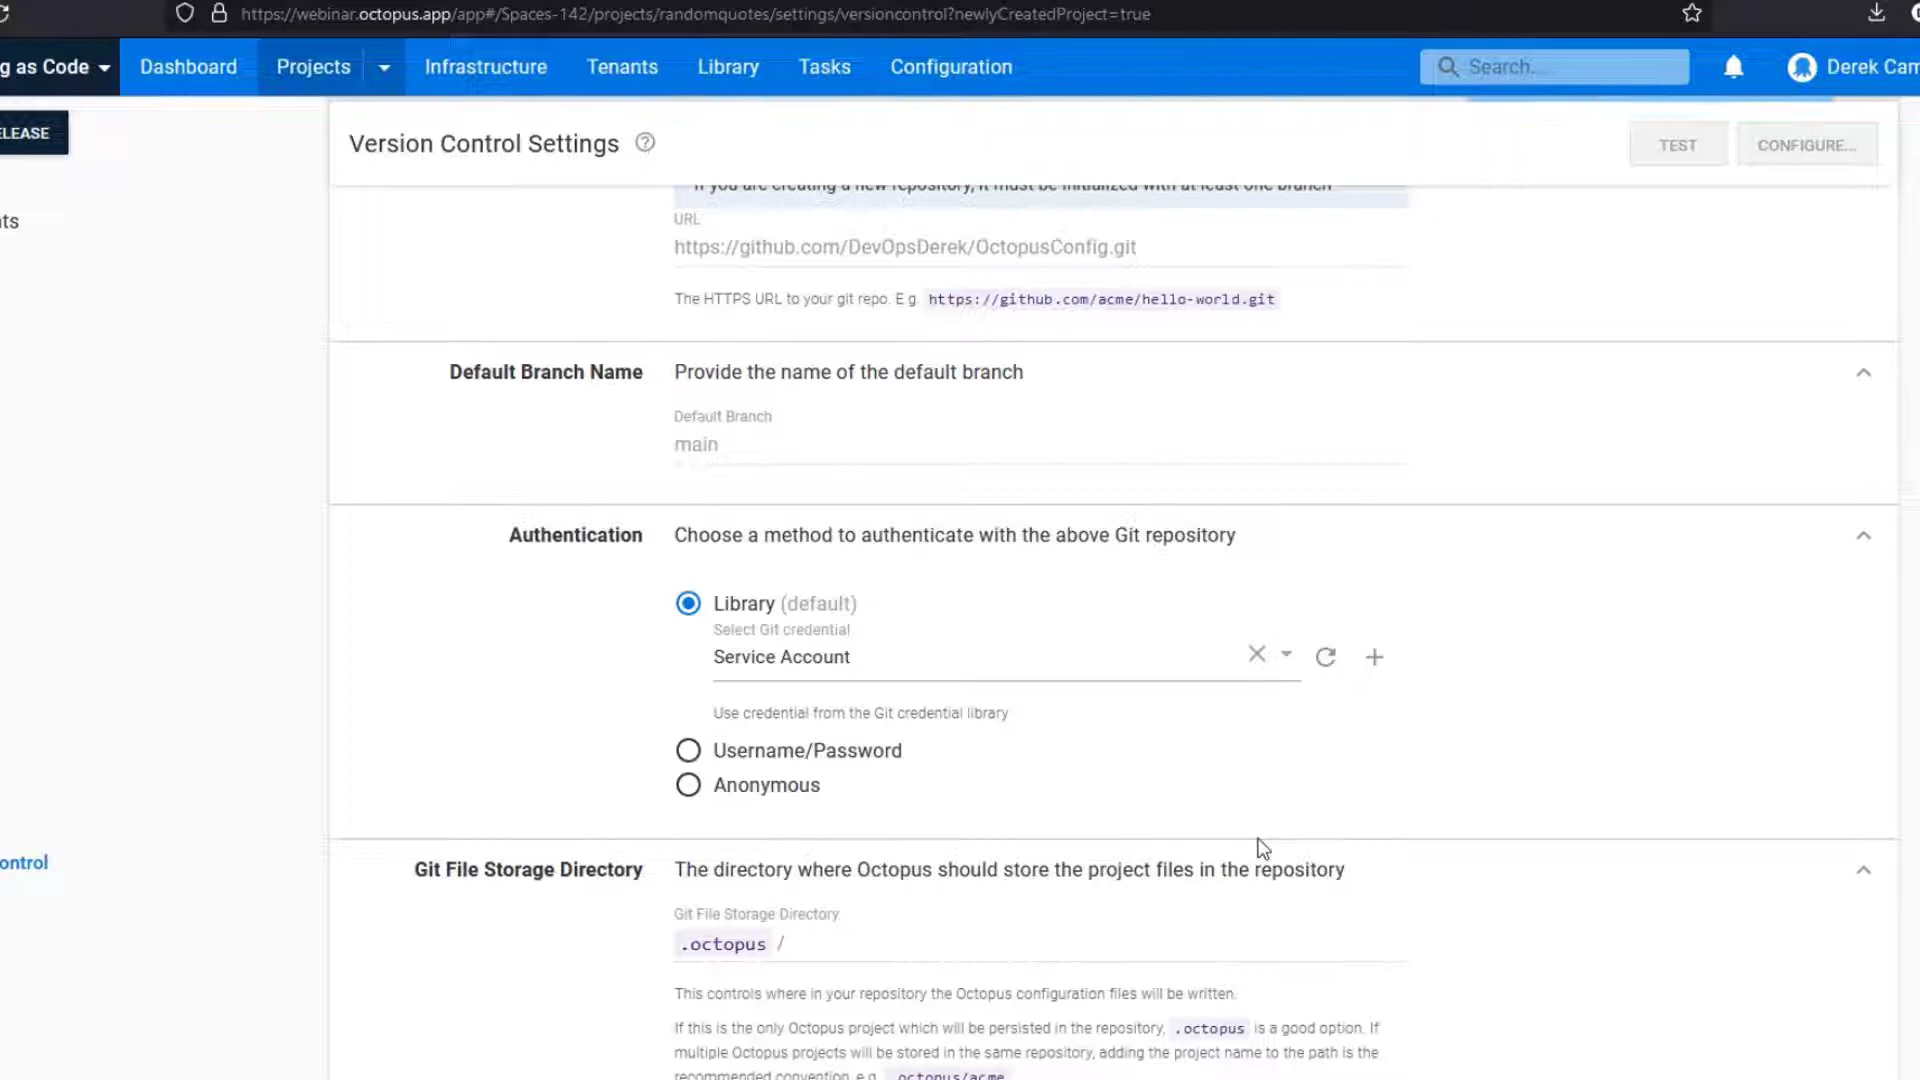 https://webinar.octopus.app/app#/Spaces-142/projects/randomquotes/settings/versioncontrol?newlyCreatedProject=true
g as Code Dashboard Projects Infrastructure Tenants Library Tasks Configuration Search... Derek Cam
ELEASE
Version Control Settings
TEST CONFIGURE...
If you are creating a new repository, it must be initialized with at least one branch
nts
URL
https://github.com/DevOpsDerek/OctopusConfig.git
The HTTPS URL to your git repo. E.g. https://github.com/acme/hello-world.git
Default Branch Name Provide the name of the default branch
Default Branch
main
Authentication Choose a method to authenticate with the above Git repository
Library (default)
Select Git credential
Service Account
Use credential from the Git credential library
Username/Password
Anonymous
ontrol
Git File Storage Directory The directory where Octopus should store the project files in the repository
Git File Storage Directory
.octopus /
This controls where in your repository the Octopus configuration files will be written.
If this is the only Octopus project which will be persisted in the repository, .octopus is a good option. If
multiple Octopus projects will be stored in the same repository, adding the project name to the path is the
recommended convention, e.g. .octopus/acme